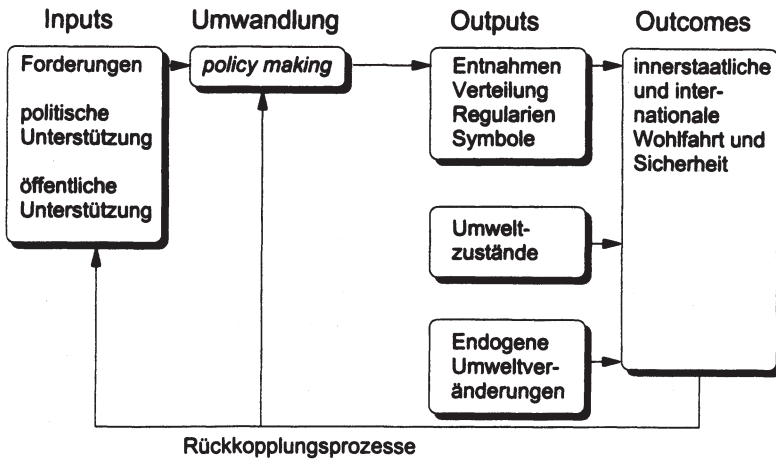 Inputs
Umwandlung
Outputs
Outcomes
Forderungen
politische
Unterstützung
öffentliche
Unterstützung
policy making
Entnahmen
Verteilung
Regularien
Symbole
innerstaatliche
und inter-
nationale
Wohlfahrt und
Sicherheit
Umwelt-
zustände
Endogene
Umweltver-
änderungen
Rückkopplungsprozesse